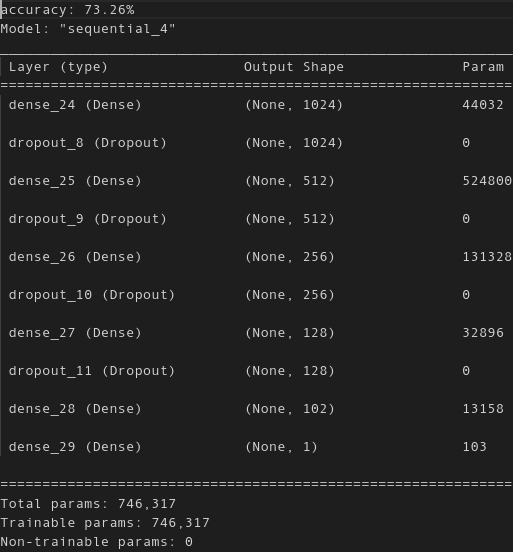 accuracy: 73.26%
Model: "sequential_4"
Layer (type) Output Shape Param
dense_24 (Dense) (None, 1024) 44032
dropout_8 (Dropout) (None, 1024) 0
dense_25 (Dense) (None, 512) 524800
dropout_9 (Dropout) (None, 512) 0
dense_26 (Dense) (None, 256) 131328
dropout_10 (Dropout) (None, 256) 0
dense_27 (Dense) (None, 128) 32896
dropout_11 (Dropout) (None, 128) 0
dense_28 (Dense) (None, 102) 13158
dense_29 (Dense) (None, 1) 103
Total params: 746,317
Trainable params: 746,317
Non-trainable params: 0